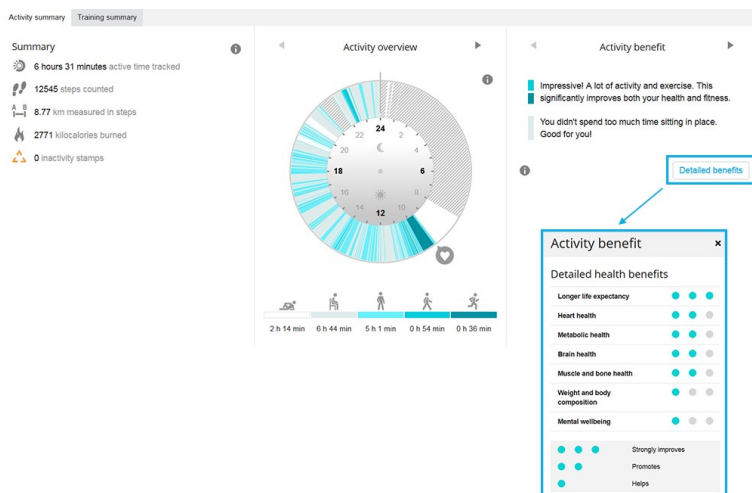 Activity summary
Training summary
Summary
6 hours 31 minutes active time tracked
12545 steps counted
A B
8.77 km measured in steps
2771 kilocalories burned
0 inactivity stamps
Activity overview
24
22
2
20
4
18
6
16
8
14
10
12
2 h 14 min
6 h 44 min
5 h 1 min
0 h 54 min
0 h 36 min
Activity benefit
Impressive! A lot of activity and exercise. This
significantly improves both your health and fitness.
You didn't spend too much time sitting in place.
Good for you!
Detailed benefits
Activity benefit
×
Detailed health benefits
Longer life expectancy
Heart health
Metabolic health
Brain health
Muscle and bone health
Weight and body
composition
Mental wellbeing
Strongly improves
Promotes
Helps